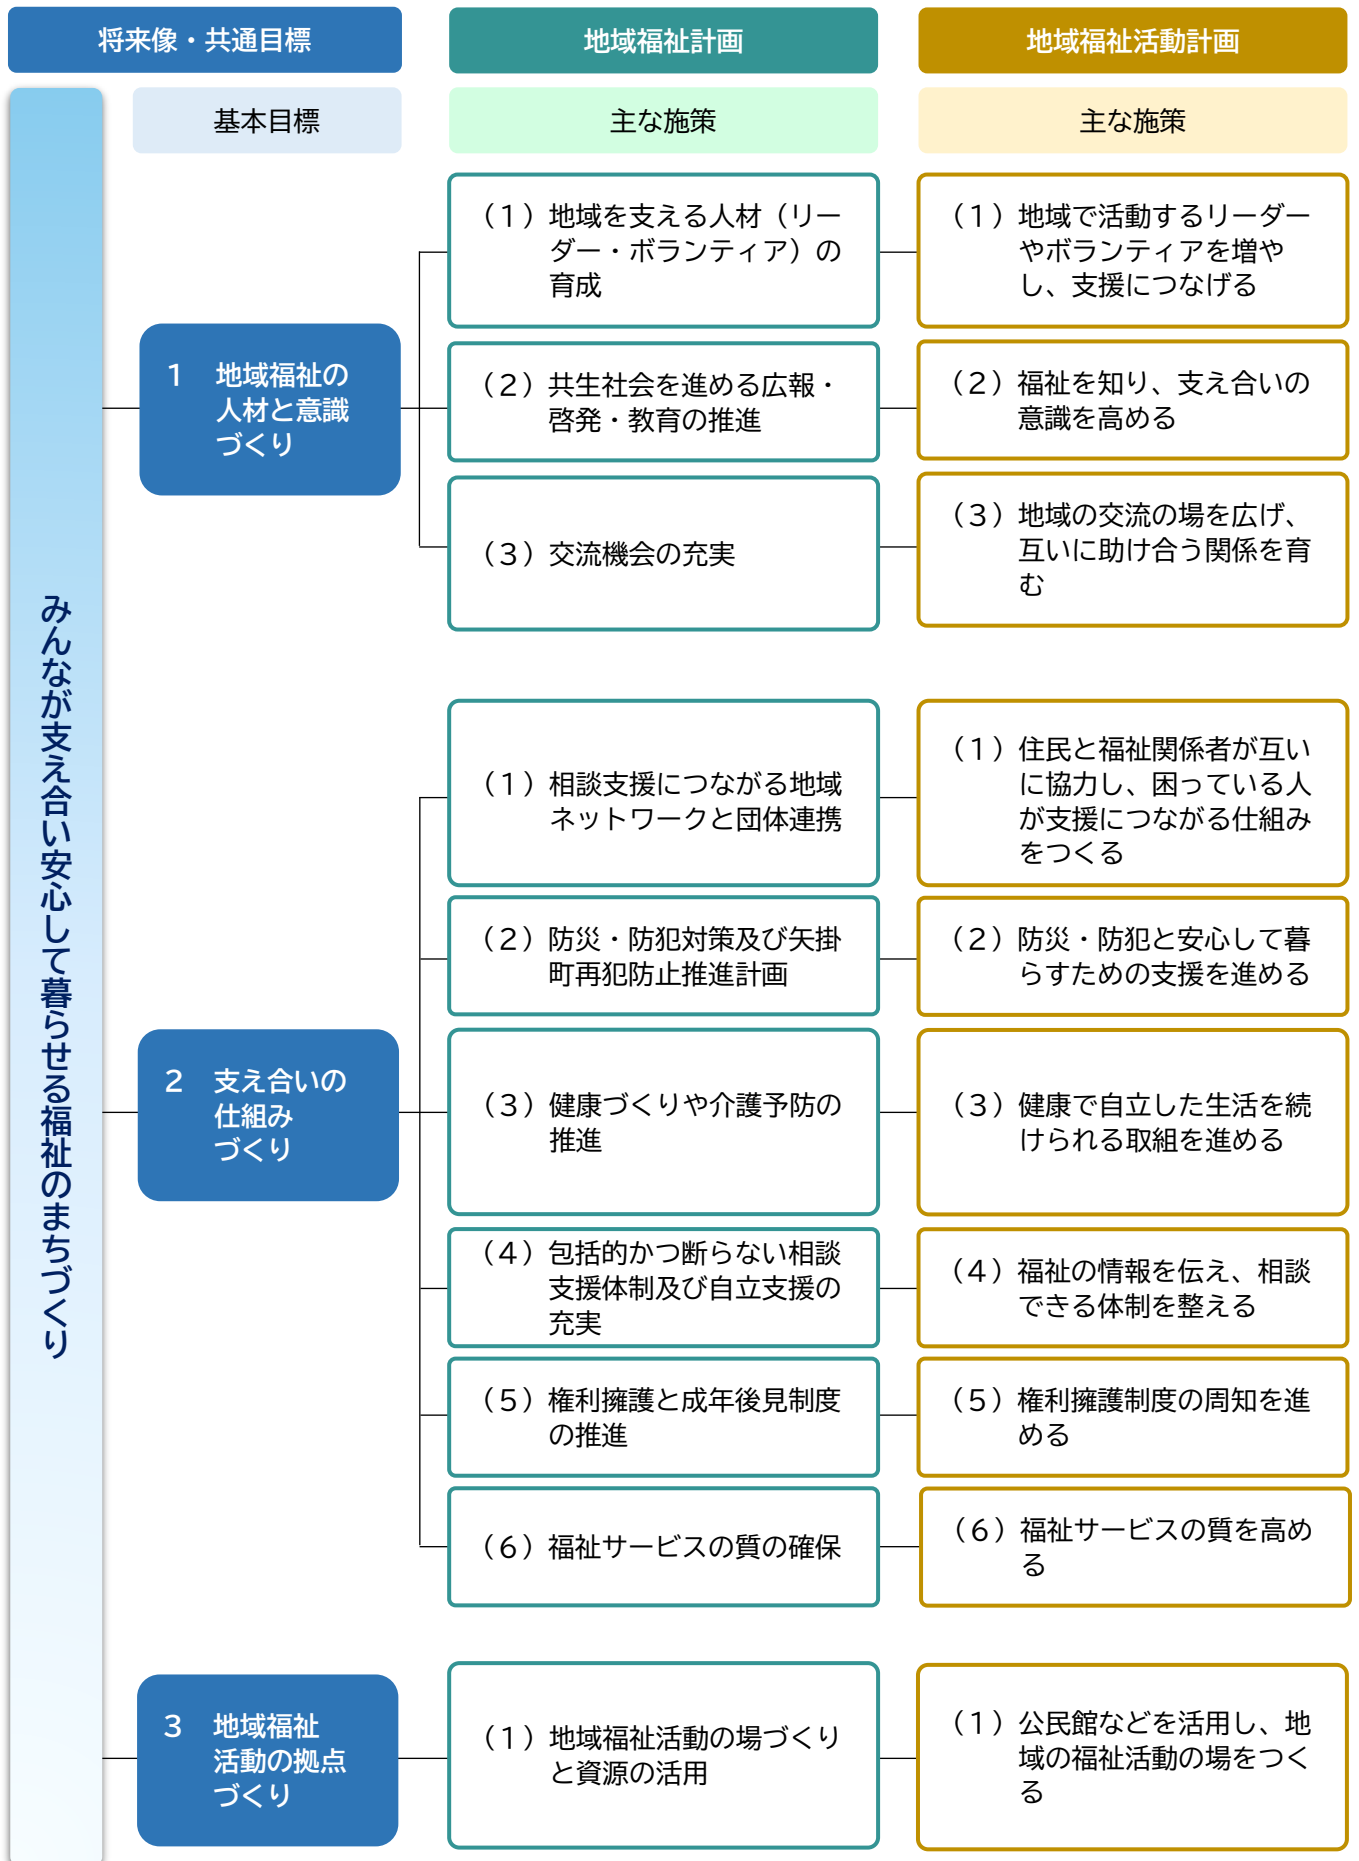 将来像・共通目標
地域福祉計画
地域福祉活動計画
基本目標
主な施策
主な施策
みんなが支え合い安心して暮らせる福祉のまちづくり
1 地域福祉の
人材と意識
づくり
（1）地域を支える人材（リー
ダー・ボランティア）の
育成
（1）地域で活動するリーダー
やボランティアを増や
し、支援につなげる
（2）共生社会を進める広報・
啓発・教育の推進
（2）福祉を知り、支え合いの
意識を高める
（3）交流機会の充実
（3）地域の交流の場を広げ、
互いに助け合う関係を育
む
2 支え合いの
仕組み
づくり
（1）相談支援につながる地域
ネットワークと団体連携
（1）住民と福祉関係者が互い
に協力し、困っている人
が支援につながる仕組み
をつくる
（2）防災・防犯対策及び矢掛
町再犯防止推進計画
（2）防災・防犯と安心して暮
らすための支援を進める
（3）健康づくりや介護予防の
推進
（3）健康で自立した生活を続
けられる取組を進める
（4）包括的かつ断らない相談
支援体制及び自立支援の
充実
（4）福祉の情報を伝え、相談
できる体制を整える
（5）権利擁護と成年後見制度
の推進
（5）権利擁護制度の周知を進
める
（6）福祉サービスの質の確保
（6）福祉サービスの質を高め
る
3 地域福祉
活動の拠点
づくり
（1）地域福祉活動の場づくり
と資源の活用
（1）公民館などを活用し、地
域の福祉活動の場をつく
る